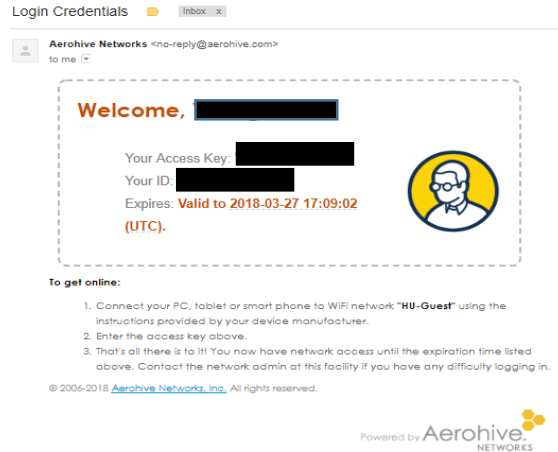 Login Credentials Inbox x
Aerohive Networks <no-reply@aerohive.com>
to me
Welcome,
Your Access Key:
Your ID:
Expires: Valid to 2018-03-27 17:09:02
(UTC).
To get online:
1. Connect your PC, tablet or smart phone to WiFi network "HU-Guest" using the
instructions provided by your device manufacturer.
2. Enter the access key above.
3. That's all there is to it! You now have network access until the expiration time listed
above. Contact the network admin at this facility if you have any difficulty logging in.
© 2006-2018 Aerohive Networks, Inc. All rights reserved.
Powered by Aerohive
NETWORKS